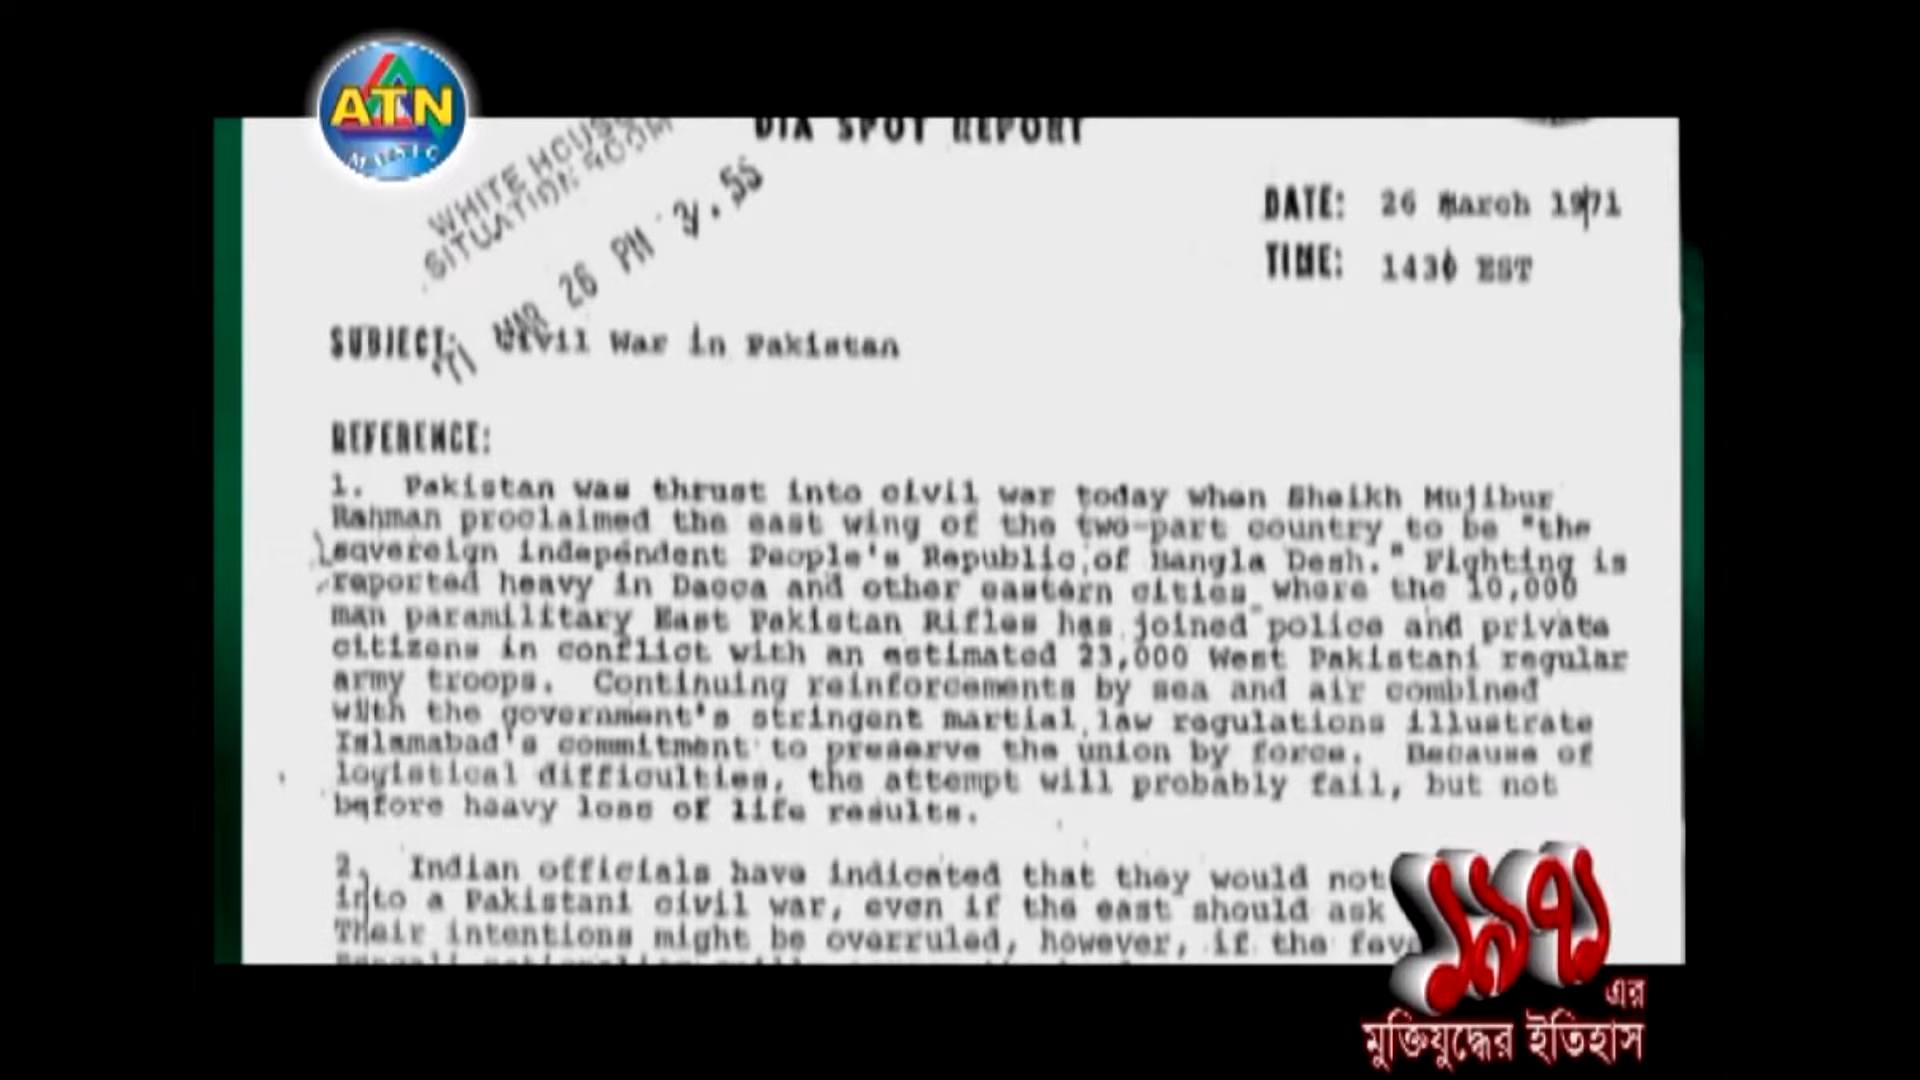 ATN
MUSIC
DIA SPOT REPORT
WHITE HOUSE
SITUATION ROOM
'71 MAR 26 PM 3.55
DATE: 26 March 1971
TIME: 1430 EST
SUBJECT: Civil War in Pakistan
REFERENCE:
1. Pakistan was thrust into civil war today when Sheikh Mujibur
Rahman proclaimed the east wing of the two-part country to be "the
sovereign independent People's Republic of Bangla Desh." Fighting is
reported heavy in Dacca and other eastern cities where the 10,000
man paramilitary East Pakistan Rifles has joined police and private
citizens in conflict with an estimated 23,000 West Pakistani regular
army troops. Continuing reinforcements by sea and air combined
with the government's stringent martial law regulations illustrate
Islamabad's commitment to preserve the union by force. Because of
logistical difficulties, the attempt will probably fail, but not
before heavy loss of life results.
2. Indian officials have indicated that they would not
into a Pakistani civil war, even if the east should ask
Their intentions might be overruled, however, if the
১৯৭১
এর
মুক্তিযুদ্ধের ইতিহাস